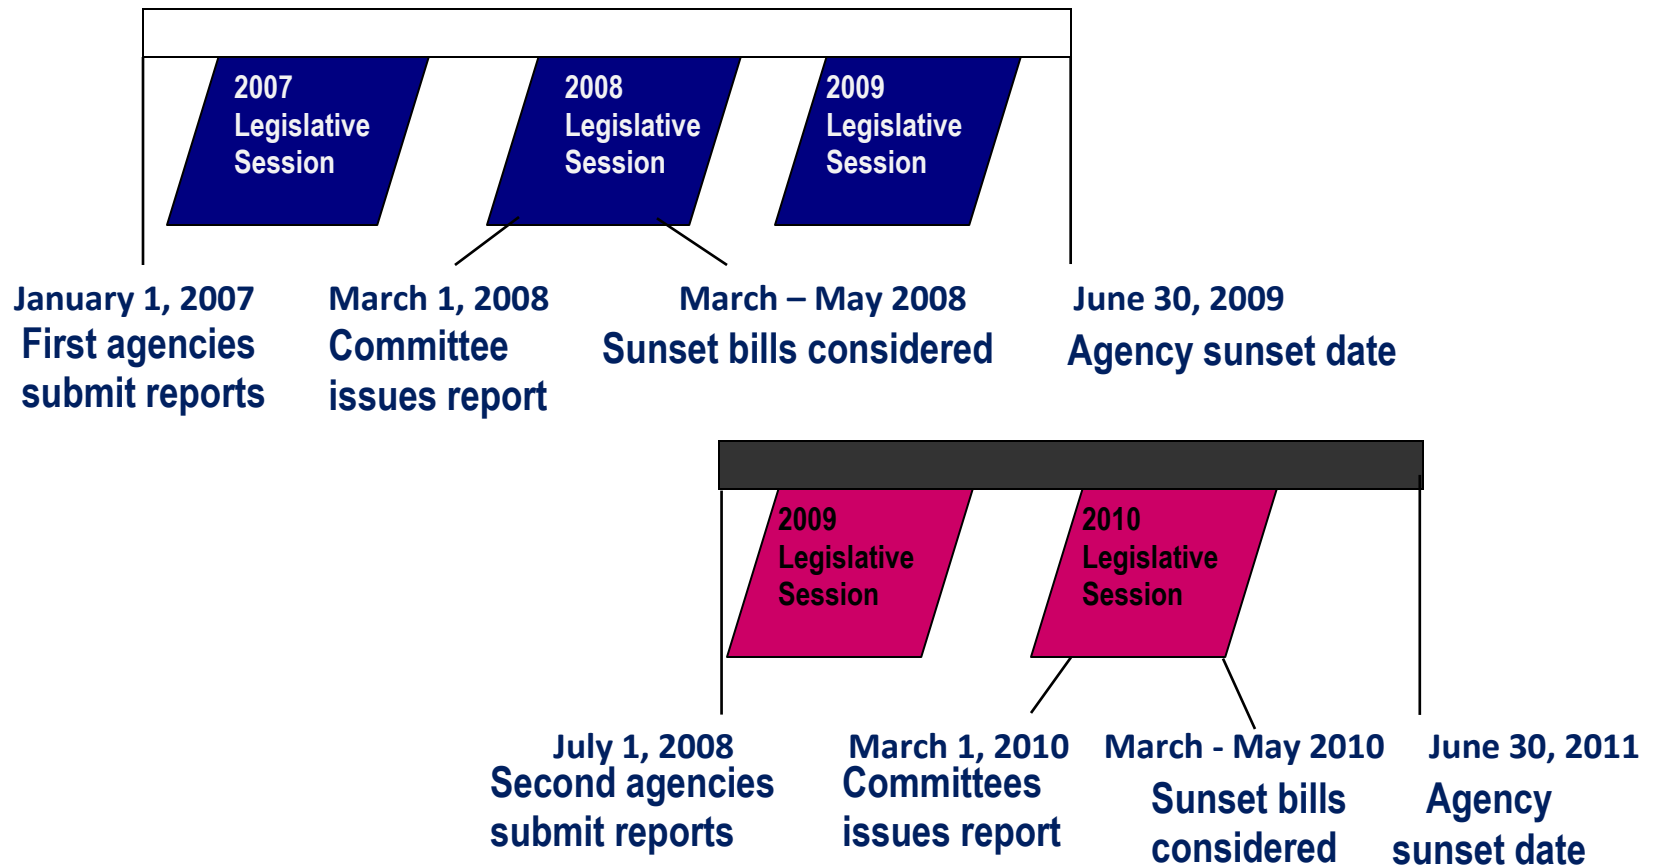 2007
Legislative
Session
2008
Legislative
Session
2009
Legislative
Session
January 1, 2007
First agencies
submit reports
March 1, 2008
Committee
issues report
March – May 2008
Sunset bills considered
June 30, 2009
Agency sunset date
2009
Legislative
Session
2010
Legislative
Session
July 1, 2008
Second agencies
submit reports
March 1, 2010
Committees
issues report
March - May 2010
Sunset bills
considered
June 30, 2011
Agency
sunset date